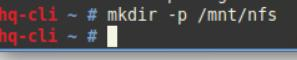 hq-cli ~ # mkdir -p /mnt/nfs
hq-cli ~ #